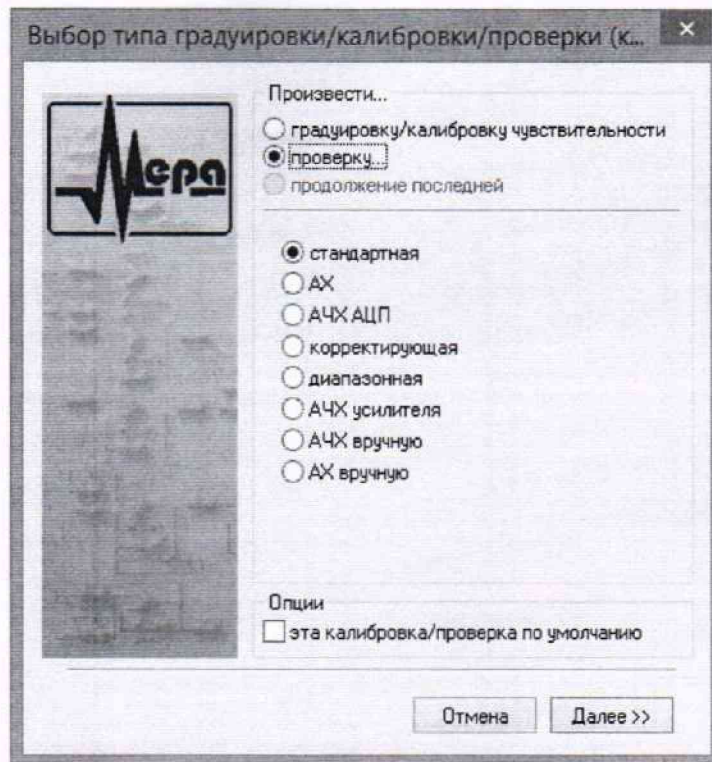 Выбор типа градуировки/калибровки/проверки (к...
Мера
Произвести...
градуировку/калибровку чувствительности
проверку...
продолжение последней
стандартная
АХ
АЧХ АЦП
корректирующая
диапазонная
АЧХ усилителя
АЧХ вручную
АХ вручную
Опции
эта калибровка/проверка по умолчанию
Отмена
Далее >>